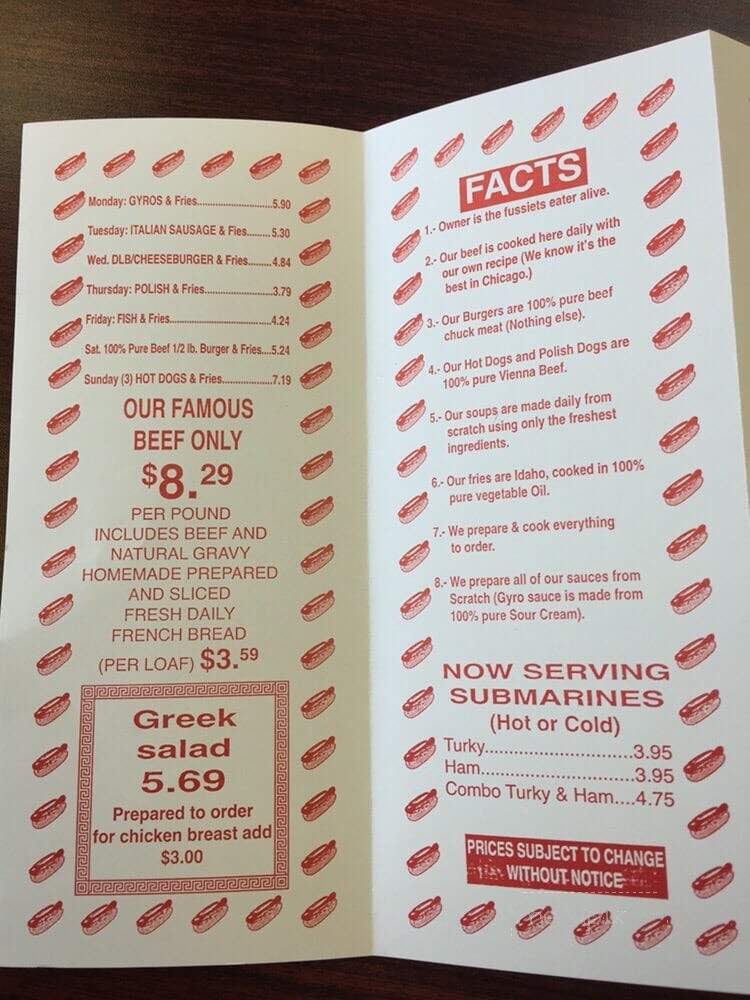 Monday: GYROS & Fries..............................5.90
Tuesday: ITALIAN SAUSAGE & Fies.........5.30
Wed. DLB/CHEESEBURGER & Fries.........4.84
Thursday: POLISH & Fries...........................3.79
Friday: FISH & Fries........................................4.24
Sat. 100% Pure Beef 1/2 lb. Burger & Fries....5.24
Sunday (3) HOT DOGS & Fries....................7.19
OUR FAMOUS
BEEF ONLY
$8.29
PER POUND
INCLUDES BEEF AND
NATURAL GRAVY
HOMEMADE PREPARED
AND SLICED
FRESH DAILY
FRENCH BREAD
(PER LOAF) $3.59
Greek
salad
5.69
Prepared to order
for chicken breast add
$3.00
FACTS
1.- Owner is the fussiets eater alive.
2.- Our beef is cooked here daily with
our own recipe (We know it's the
best in Chicago.)
3.- Our Burgers are 100% pure beef
chuck meat (Nothing else).
4.- Our Hot Dogs and Polish Dogs are
100% pure Vienna Beef.
5.- Our soups are made daily from
scratch using only the freshest
ingredients.
6.- Our fries are Idaho, cooked in 100%
pure vegetable Oil.
7.- We prepare & cook everything
to order.
8.- We prepare all of our sauces from
Scratch (Gyro sauce is made from
100% pure Sour Cream).
NOW SERVING
SUBMARINES
(Hot or Cold)
Turky............................3.95
Ham.............................3.95
Combo Turky & Ham....4.75
PRICES SUBJECT TO CHANGE
WITHOUT NOTICE